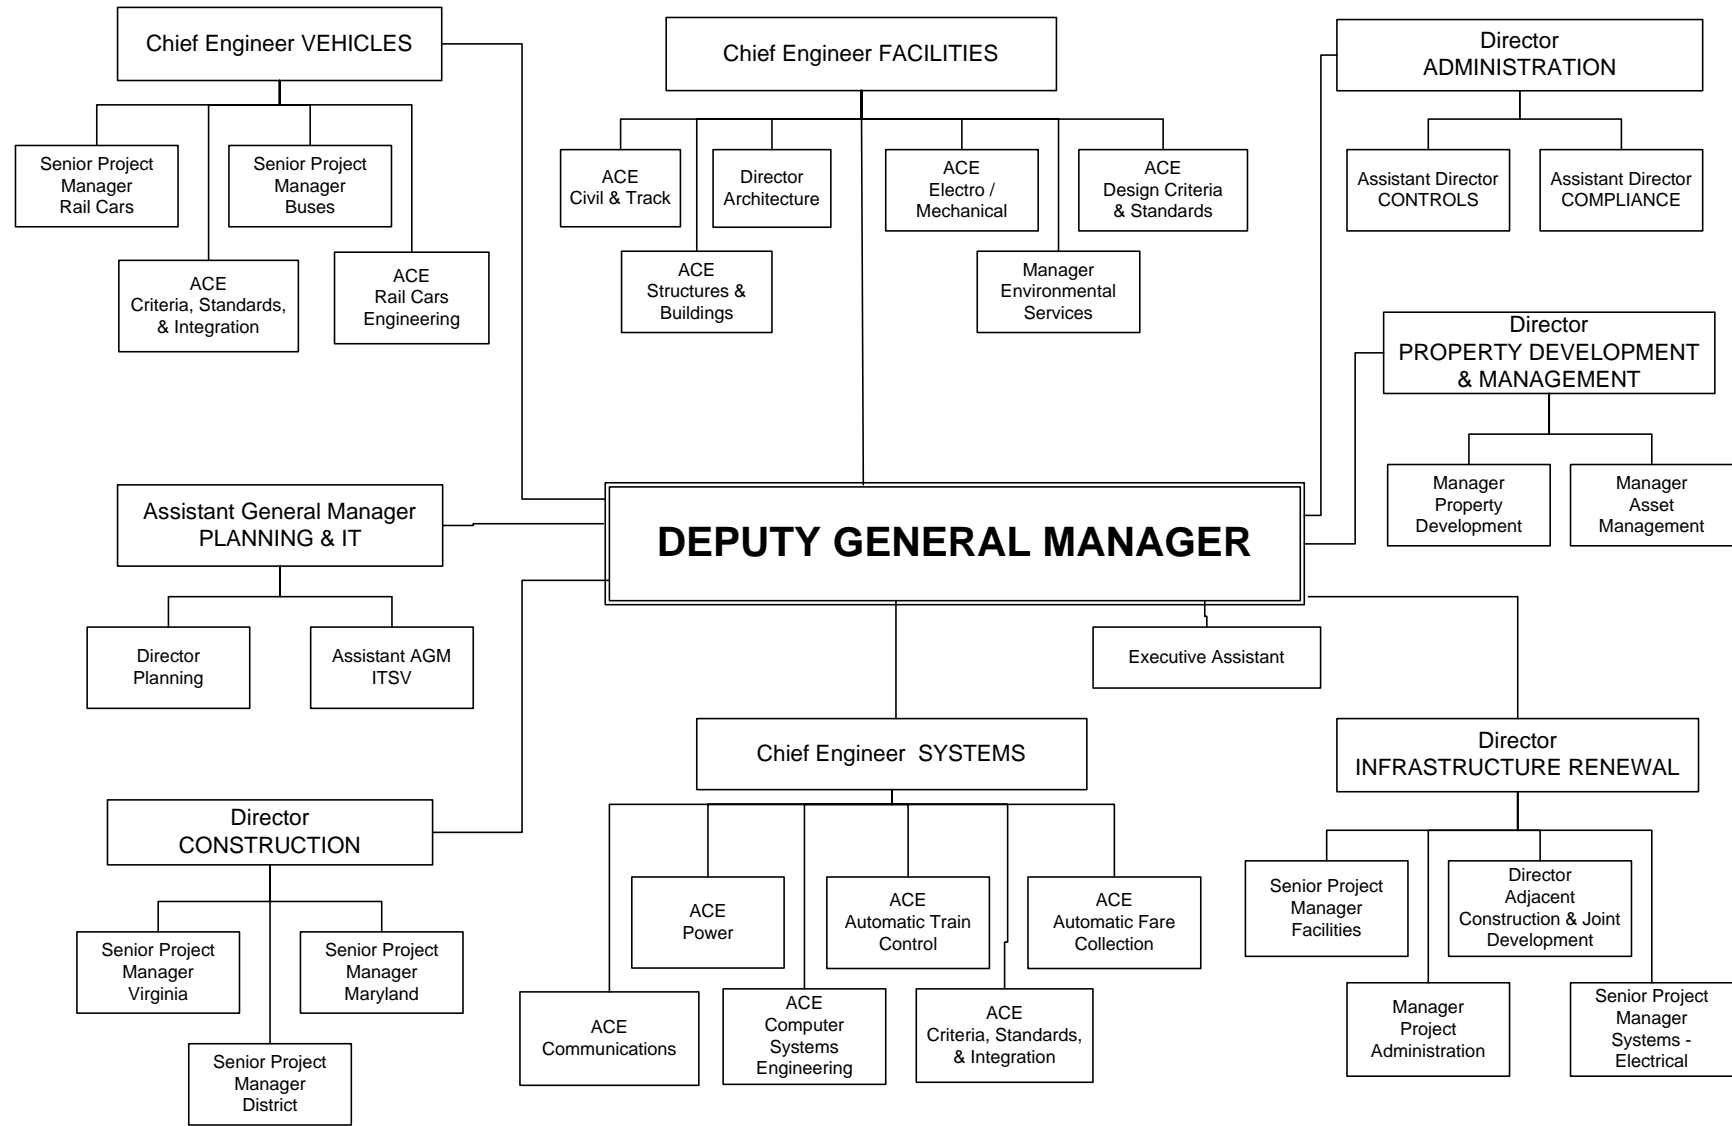 Chief Engineer VEHICLES
Senior Project
Manager
Rail Cars
Senior Project
Manager
Buses
ACE
Criteria, Standards,
& Integration
ACE
Rail Cars
Engineering
Chief Engineer FACILITIES
ACE
Civil & Track
Director
Architecture
ACE
Electro /
Mechanical
ACE
Design Criteria
& Standards
ACE
Structures &
Buildings
Manager
Environmental
Services
Director
ADMINISTRATION
Assistant Director
CONTROLS
Assistant Director
COMPLIANCE
Director
PROPERTY DEVELOPMENT
& MANAGEMENT
Manager
Property
Development
Manager
Asset
Management
Assistant General Manager
PLANNING & IT
Director
Planning
Assistant AGM
ITSV
DEPUTY GENERAL MANAGER
Executive Assistant
Director
CONSTRUCTION
Senior Project
Manager
Virginia
Senior Project
Manager
Maryland
Senior Project
Manager
District
Chief Engineer SYSTEMS
ACE
Power
ACE
Automatic Train
Control
ACE
Automatic Fare
Collection
ACE
Communications
ACE
Computer
Systems
Engineering
ACE
Criteria, Standards,
& Integration
Director
INFRASTRUCTURE RENEWAL
Senior Project
Manager
Facilities
Director
Adjacent
Construction & Joint
Development
Manager
Project
Administration
Senior Project
Manager
Systems -
Electrical